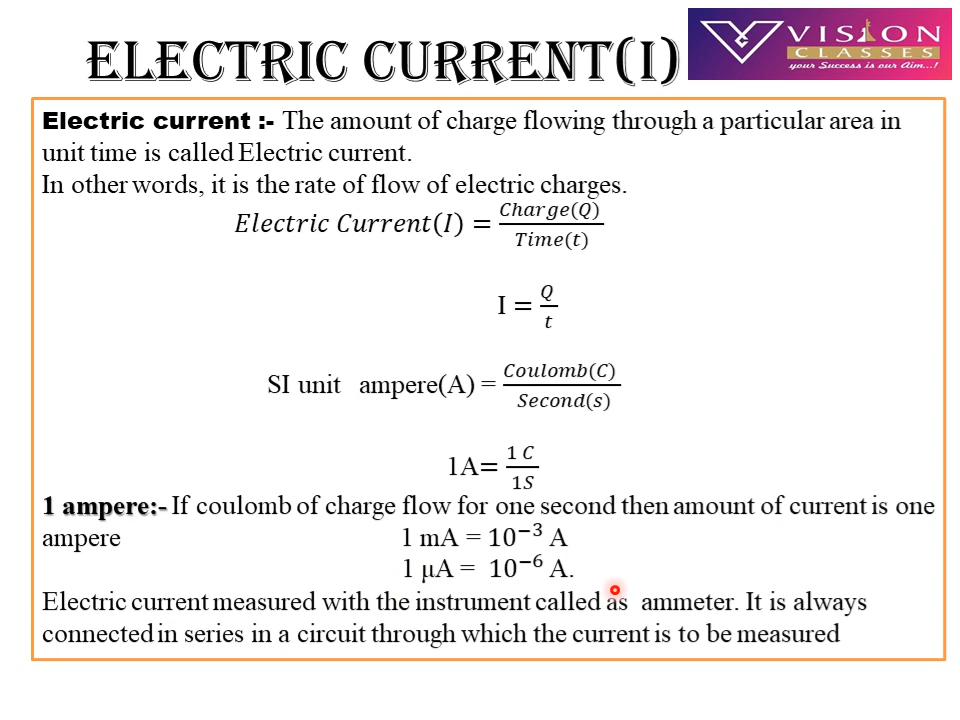 ELECTRIC CURRENT(I)
VISION
CLASSES
your Success is our Aim...!
Electric current :- The amount of charge flowing through a particular area in
unit time is called Electric current.
In other words, it is the rate of flow of electric charges.
Electric Current(I) = Charge(Q) / Time(t)
I = Q / t
SI unit ampere(A) = Coulomb(C) / Second(s)
1A= 1 C / 1S
1 ampere:- If coulomb of charge flow for one second then amount of current is one
ampere 1 mA = 10⁻³ A
1 μA = 10⁻⁶ A.
Electric current measured with the instrument called as ammeter. It is always
connected in series in a circuit through which the current is to be measured